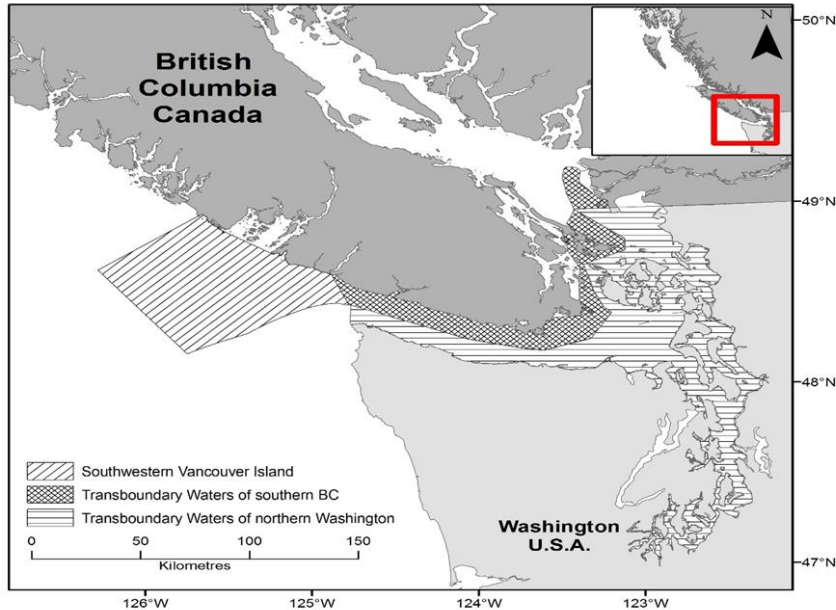 British
Columbia
Canada
N
50°N
49°N
48°N
47°N
Southwestern Vancouver Island
Transboundary Waters of southern BC
Transboundary Waters of northern Washington
0 50 100 150
Kilometres
Washington
U.S.A.
126°W 125°W 124°W 123°W